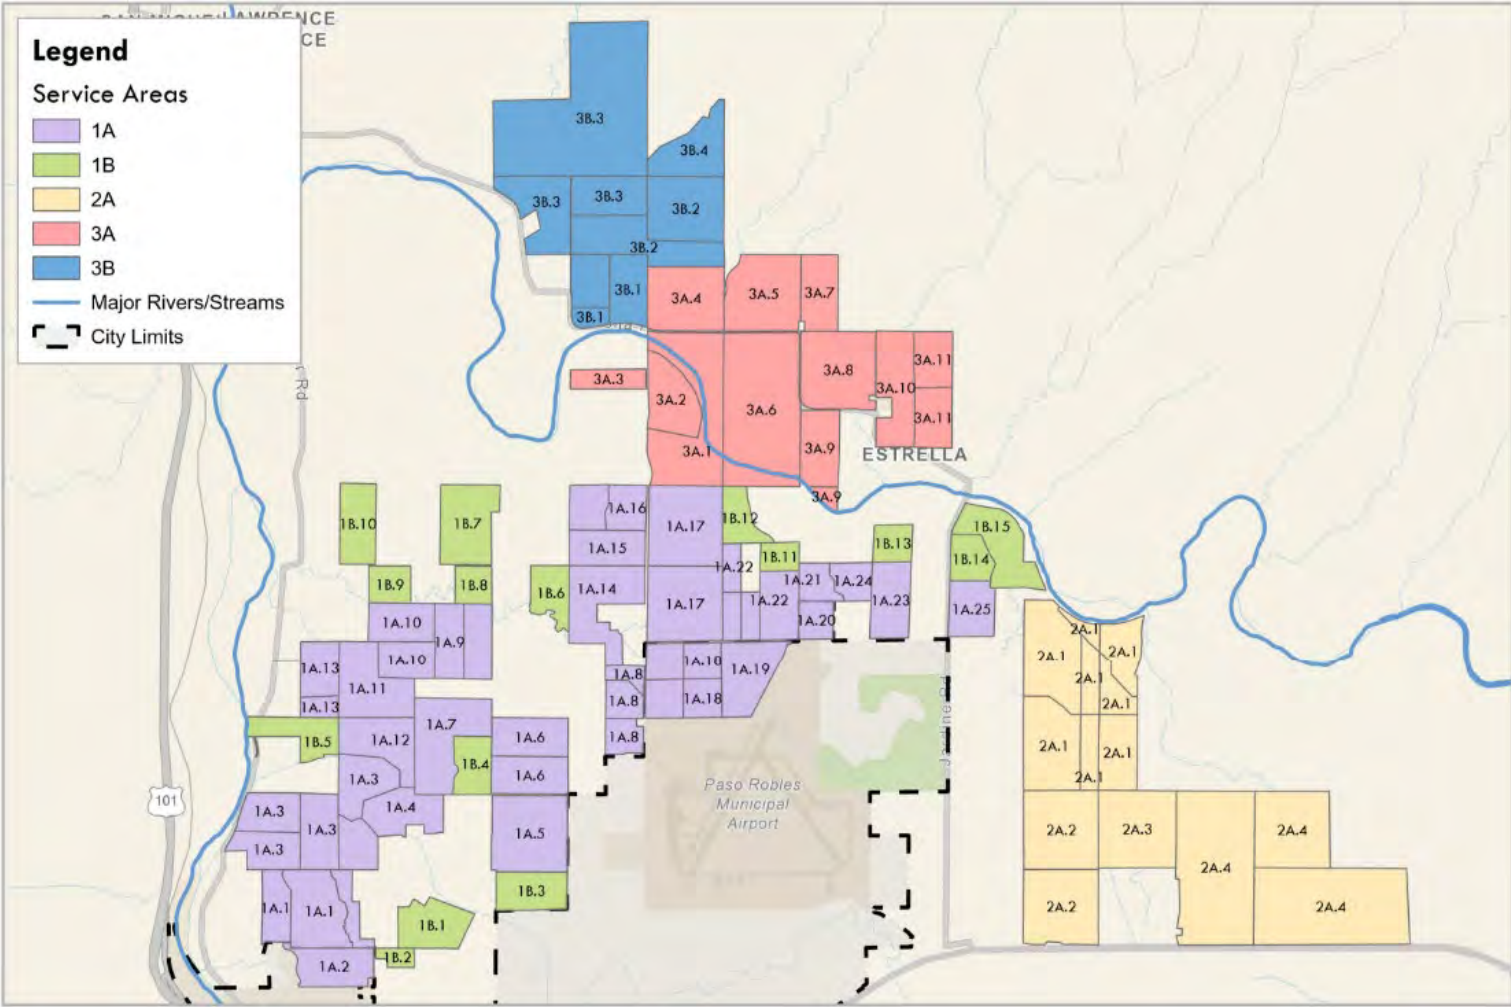 LAWRENCE
CE
Legend
Service Areas
1A
1B
2A
3A
3B
Major Rivers/Streams
City Limits
3B.3
3B.4
3B.3
3B.3
3B.2
3B.2
3B.1
3B.1
3A.4
3A.5
3A.7
Rd
3A.3
3A.2
3A.6
3A.8
3A.10
3A.11
3A.11
3A.1
3A.9
ESTRELLA
3A.9
1B.10
1B.7
1A.16
1A.17
1B.12
1B.13
1B.15
1A.15
1B.11
1B.14
1A.22
1B.9
1B.8
1B.6
1A.14
1A.17
1A.22
1A.21
1A.24
1A.23
1A.20
1A.25
1A.10
1A.9
1A.10
1A.13
1A.11
1A.13
1A.8
1A.10
1A.19
1A.8
1A.18
1A.8
2A.1
2A.1
2A.1
2A.1
2A.1
2A.1
2A.1
2A.1
1B.5
1A.12
1A.7
1A.6
1B.4
1A.6
1A.3
1A.4
1A.3
1A.3
1A.3
1A.5
101
Paso Robles
Municipal
Airport
2A.2
2A.3
2A.4
2A.4
2A.2
2A.4
1B.3
1A.1
1A.1
1B.1
1B.2
1A.2